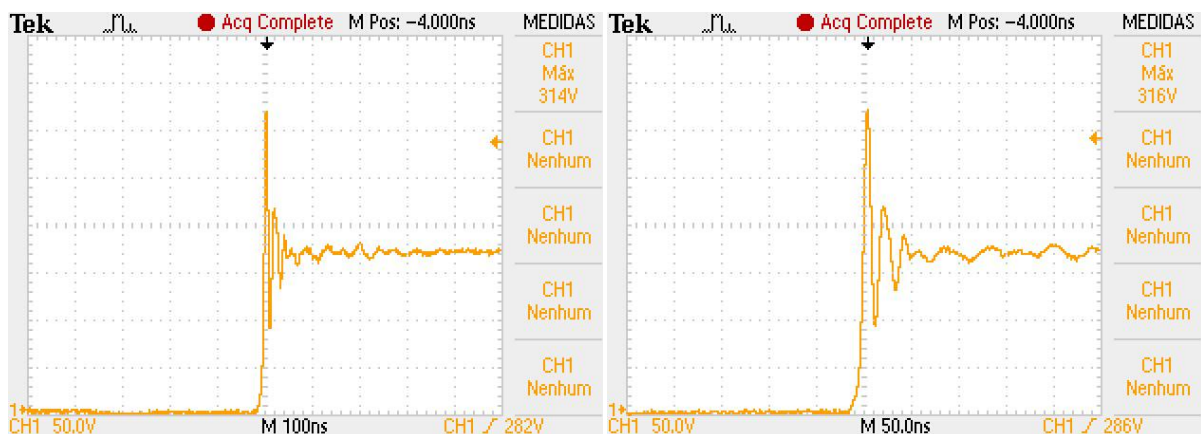 Tek Acq Complete M Pos: −4.000ns MEDIDAS
CH1
Máx
314V
CH1
Nenhum
CH1
Nenhum
CH1
Nenhum
CH1
Nenhum
1
CH1 50.0V M 100ns CH1 282V
Tek Acq Complete M Pos: −4.000ns MEDIDAS
CH1
Máx
316V
CH1
Nenhum
CH1
Nenhum
CH1
Nenhum
CH1
Nenhum
1
CH1 50.0V M 50.0ns CH1 286V